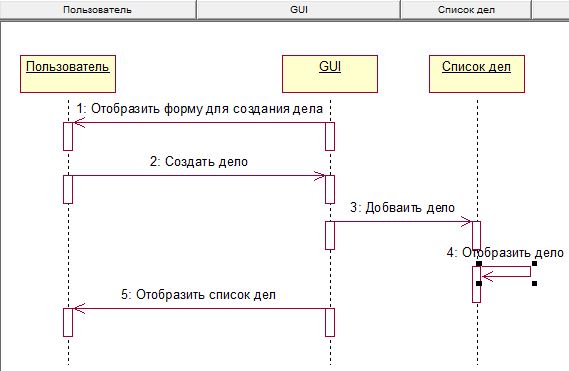 Пользователь GUI Список дел
Пользователь GUI Список дел
1: Отобразить форму для создания дела
2: Создать дело
3: Добваить дело
4: Отобразить дело
5: Отобразить список дел